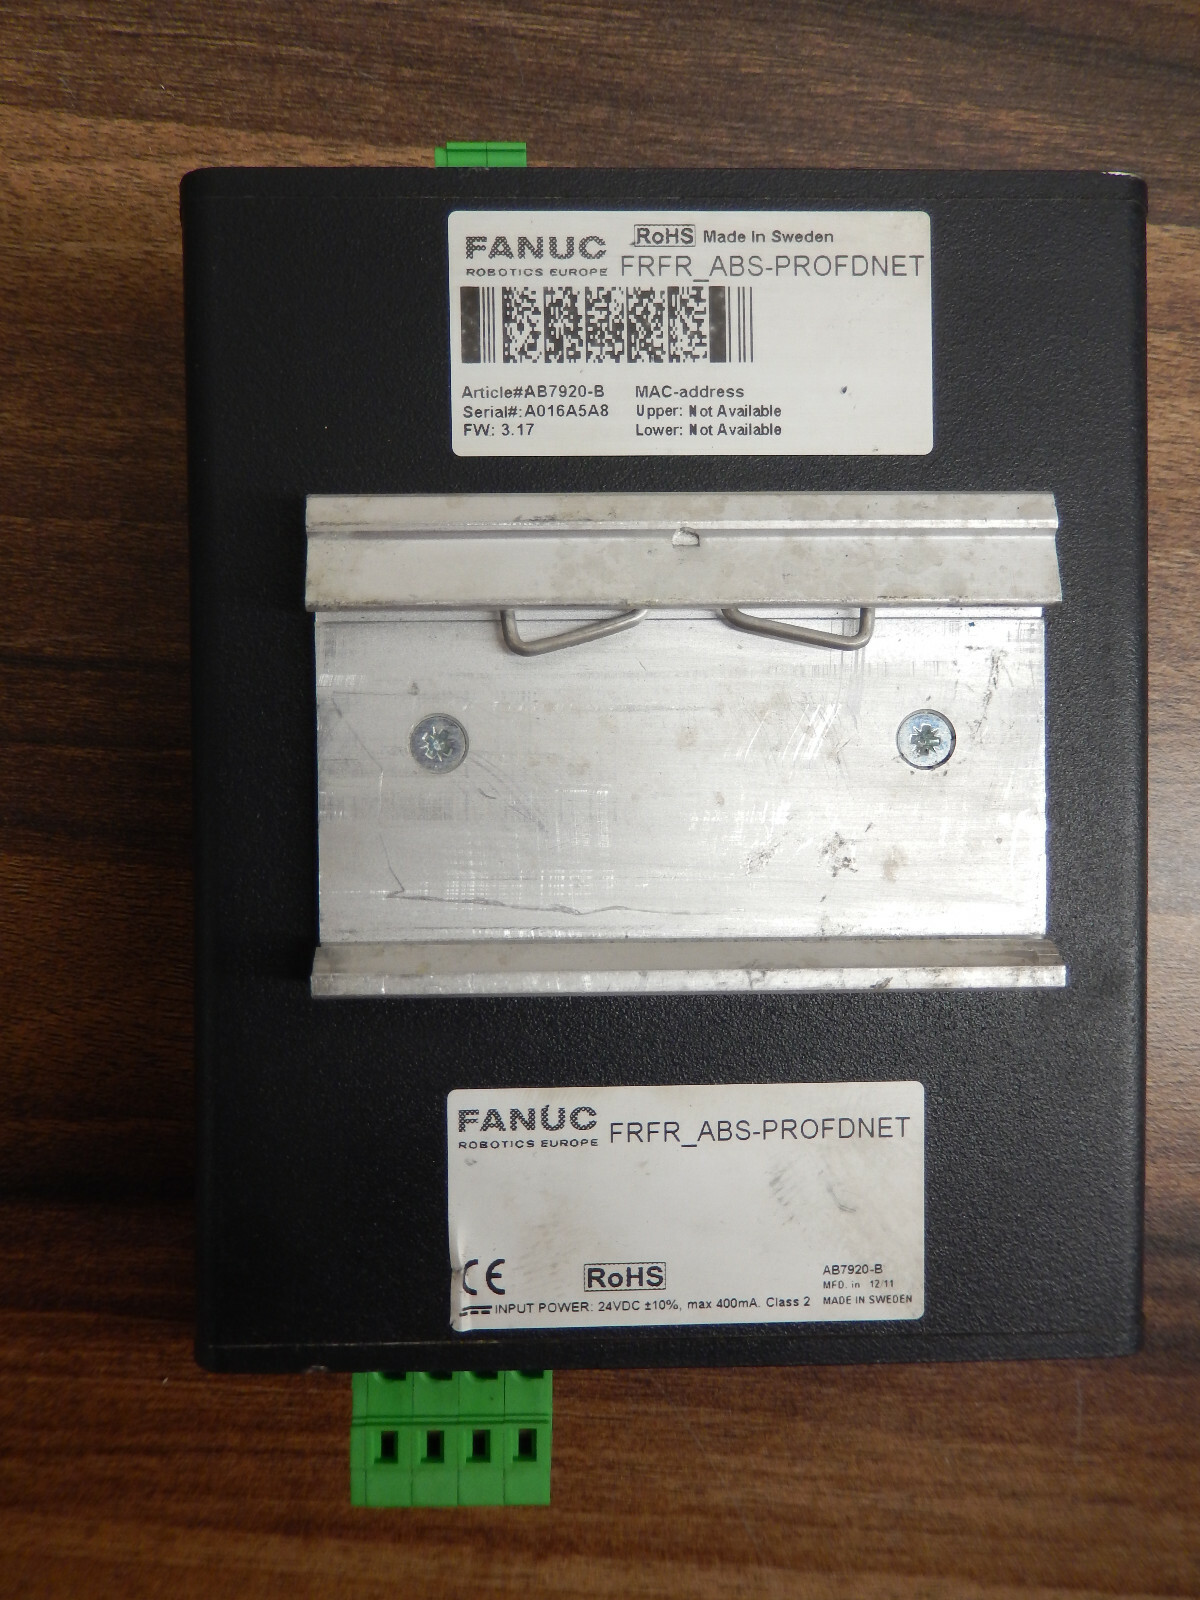 FANUC
ROBOTICS EUROPE
RoHS Made In Sweden
FRFR_ABS-PROFDNET
Article#AB7920-B MAC-address
Serial#:A016A5A8 Upper: Not Available
FW: 3.17 Lower: Not Available
FANUC
ROBOTICS EUROPE
FRFR_ABS-PROFDNET
CE RoHS AB7920-B
MFD. in 12/11
INPUT POWER: 24VDC ±10%, max 400mA. Class 2 MADE IN SWEDEN